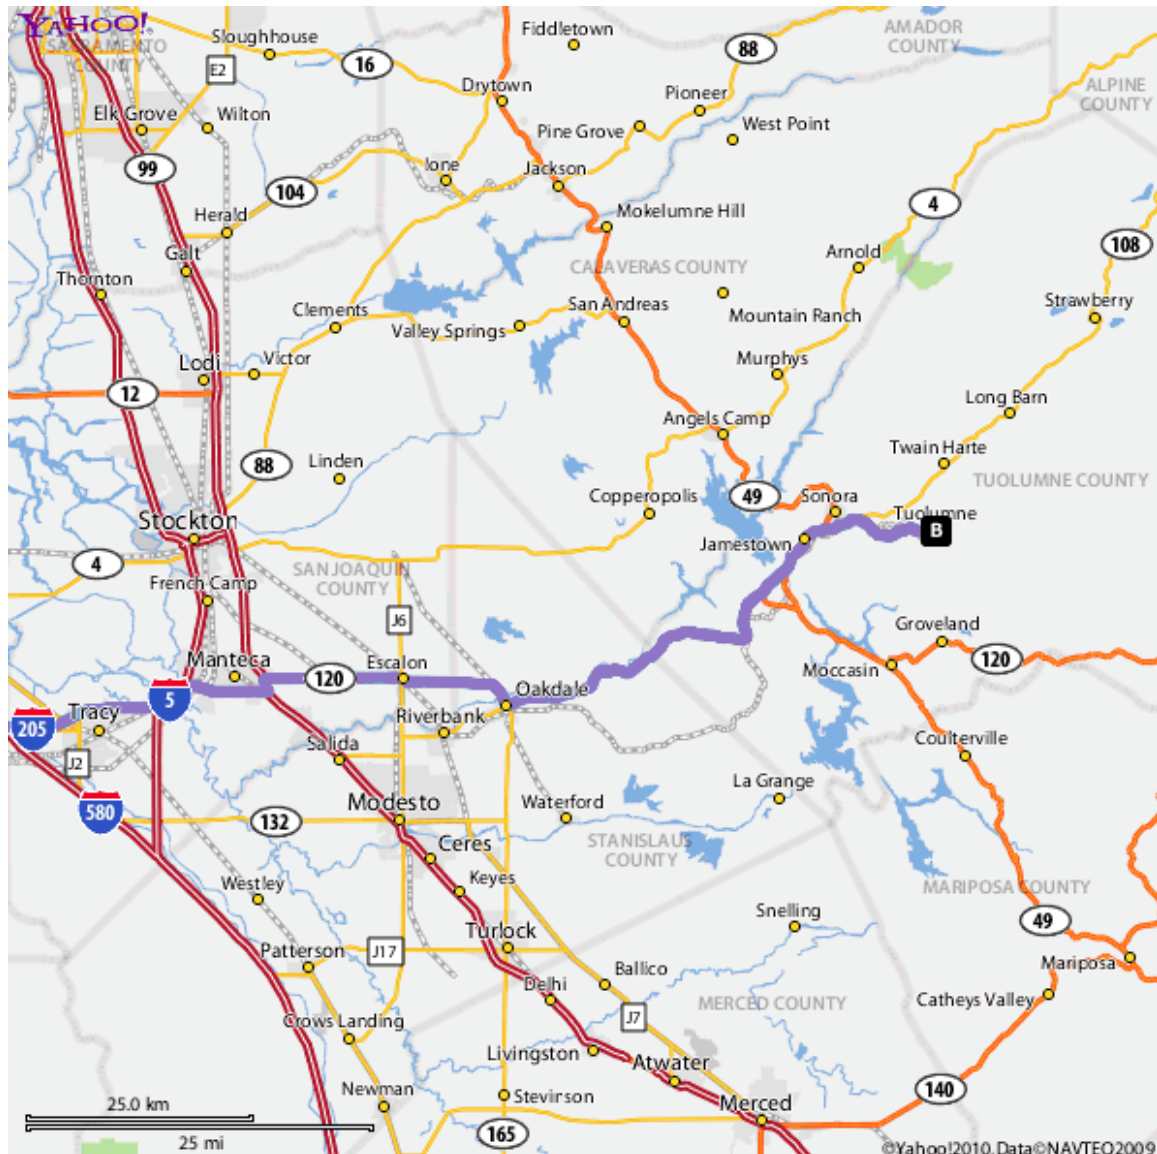 YAHOO!
SACRAMENTO
COUNTY
Sloughhouse
Fiddletown
AMADOR
COUNTY
88
16
E2
ALPINE
COUNTY
Drytown
Pioneer
Elk Grove
Wilton
Pine Grove
West Point
99
Ione
Jackson
104
4
Herald
Mokelumne Hill
108
Galt
Arnold
CALAVERAS COUNTY
Thornton
Strawberry
Clements
San Andreas
Mountain Ranch
Valley Springs
Lodi
Victor
Murphys
12
Long Barn
Angels Camp
Twain Harte
88
Linden
TUOLUMNE COUNTY
Copperopolis
49
Sonora
Tuolumne
Stockton
B
Jamestown
4
SAN JOAQUIN
COUNTY
French Camp
J6
Groveland
Manteca
Escalon
120
120
Moccasin
5
Oakdale
Tracy
205
Riverbank
Salida
Coulterville
J2
La Grange
580
Modesto
Waterford
132
STANISLAUS
COUNTY
Ceres
Keyes
Westley
MARIPOSA COUNTY
Snelling
49
Turlock
Patterson
J17
Mariposa
Ballico
Delhi
MERCED COUNTY
Catheys Valley
Crows Landing
J7
Livingston
Atwater
Newman
Stevinson
140
25.0 km
Merced
165
25 mi
©Yahoo!2010, Data©NAVTEQ2009